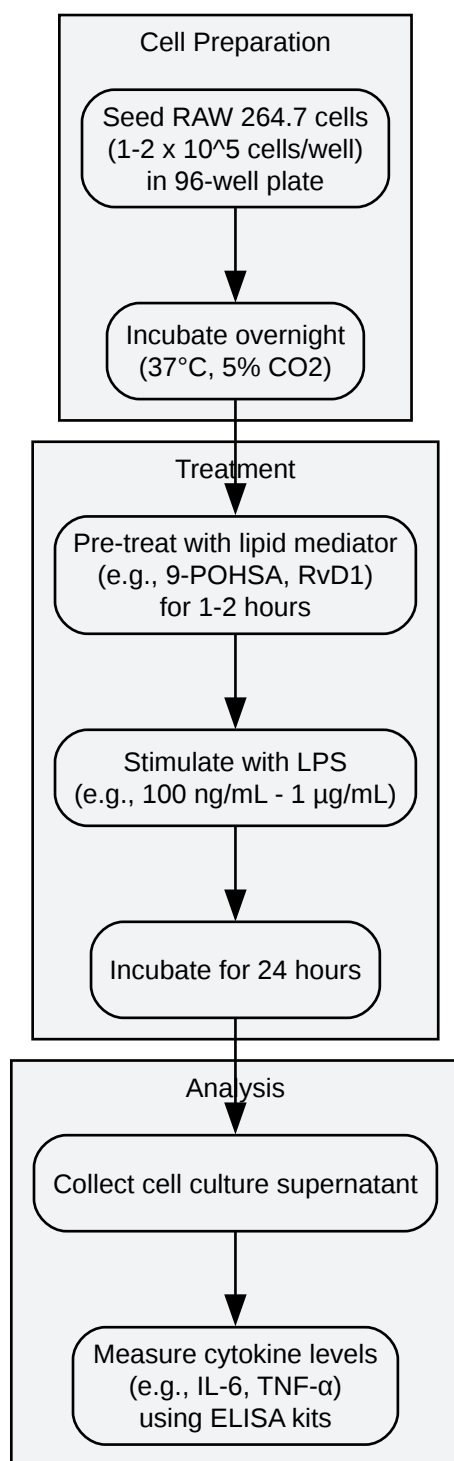 Cell Preparation
Seed RAW 264.7 cells
(1-2 x 10^5 cells/well)
in 96-well plate
Incubate overnight
(37°C, 5% CO2)
Treatment
Pre-treat with lipid mediator
(e.g., 9-POHSA, RvD1)
for 1-2 hours
Stimulate with LPS
(e.g., 100 ng/mL - 1 µg/mL)
Incubate for 24 hours
Analysis
Collect cell culture supernatant
Measure cytokine levels
(e.g., IL-6, TNF-α)
using ELISA kits